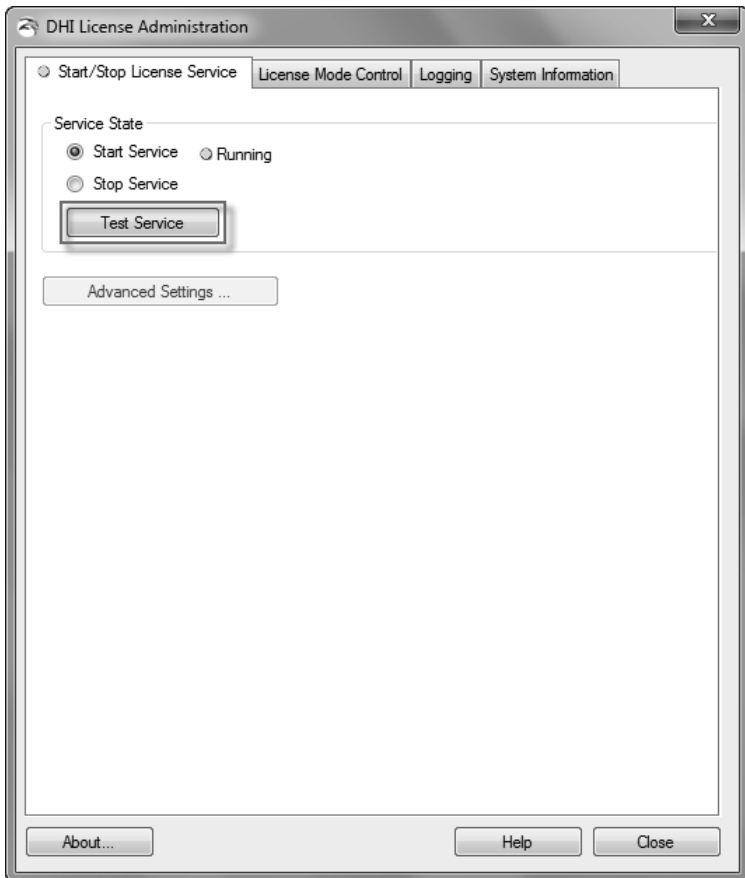 DHI License Administration
X
Start/Stop License Service License Mode Control Logging System Information
Service State
Start Service Running
Stop Service
Test Service
Advanced Settings ...
About... Help Close